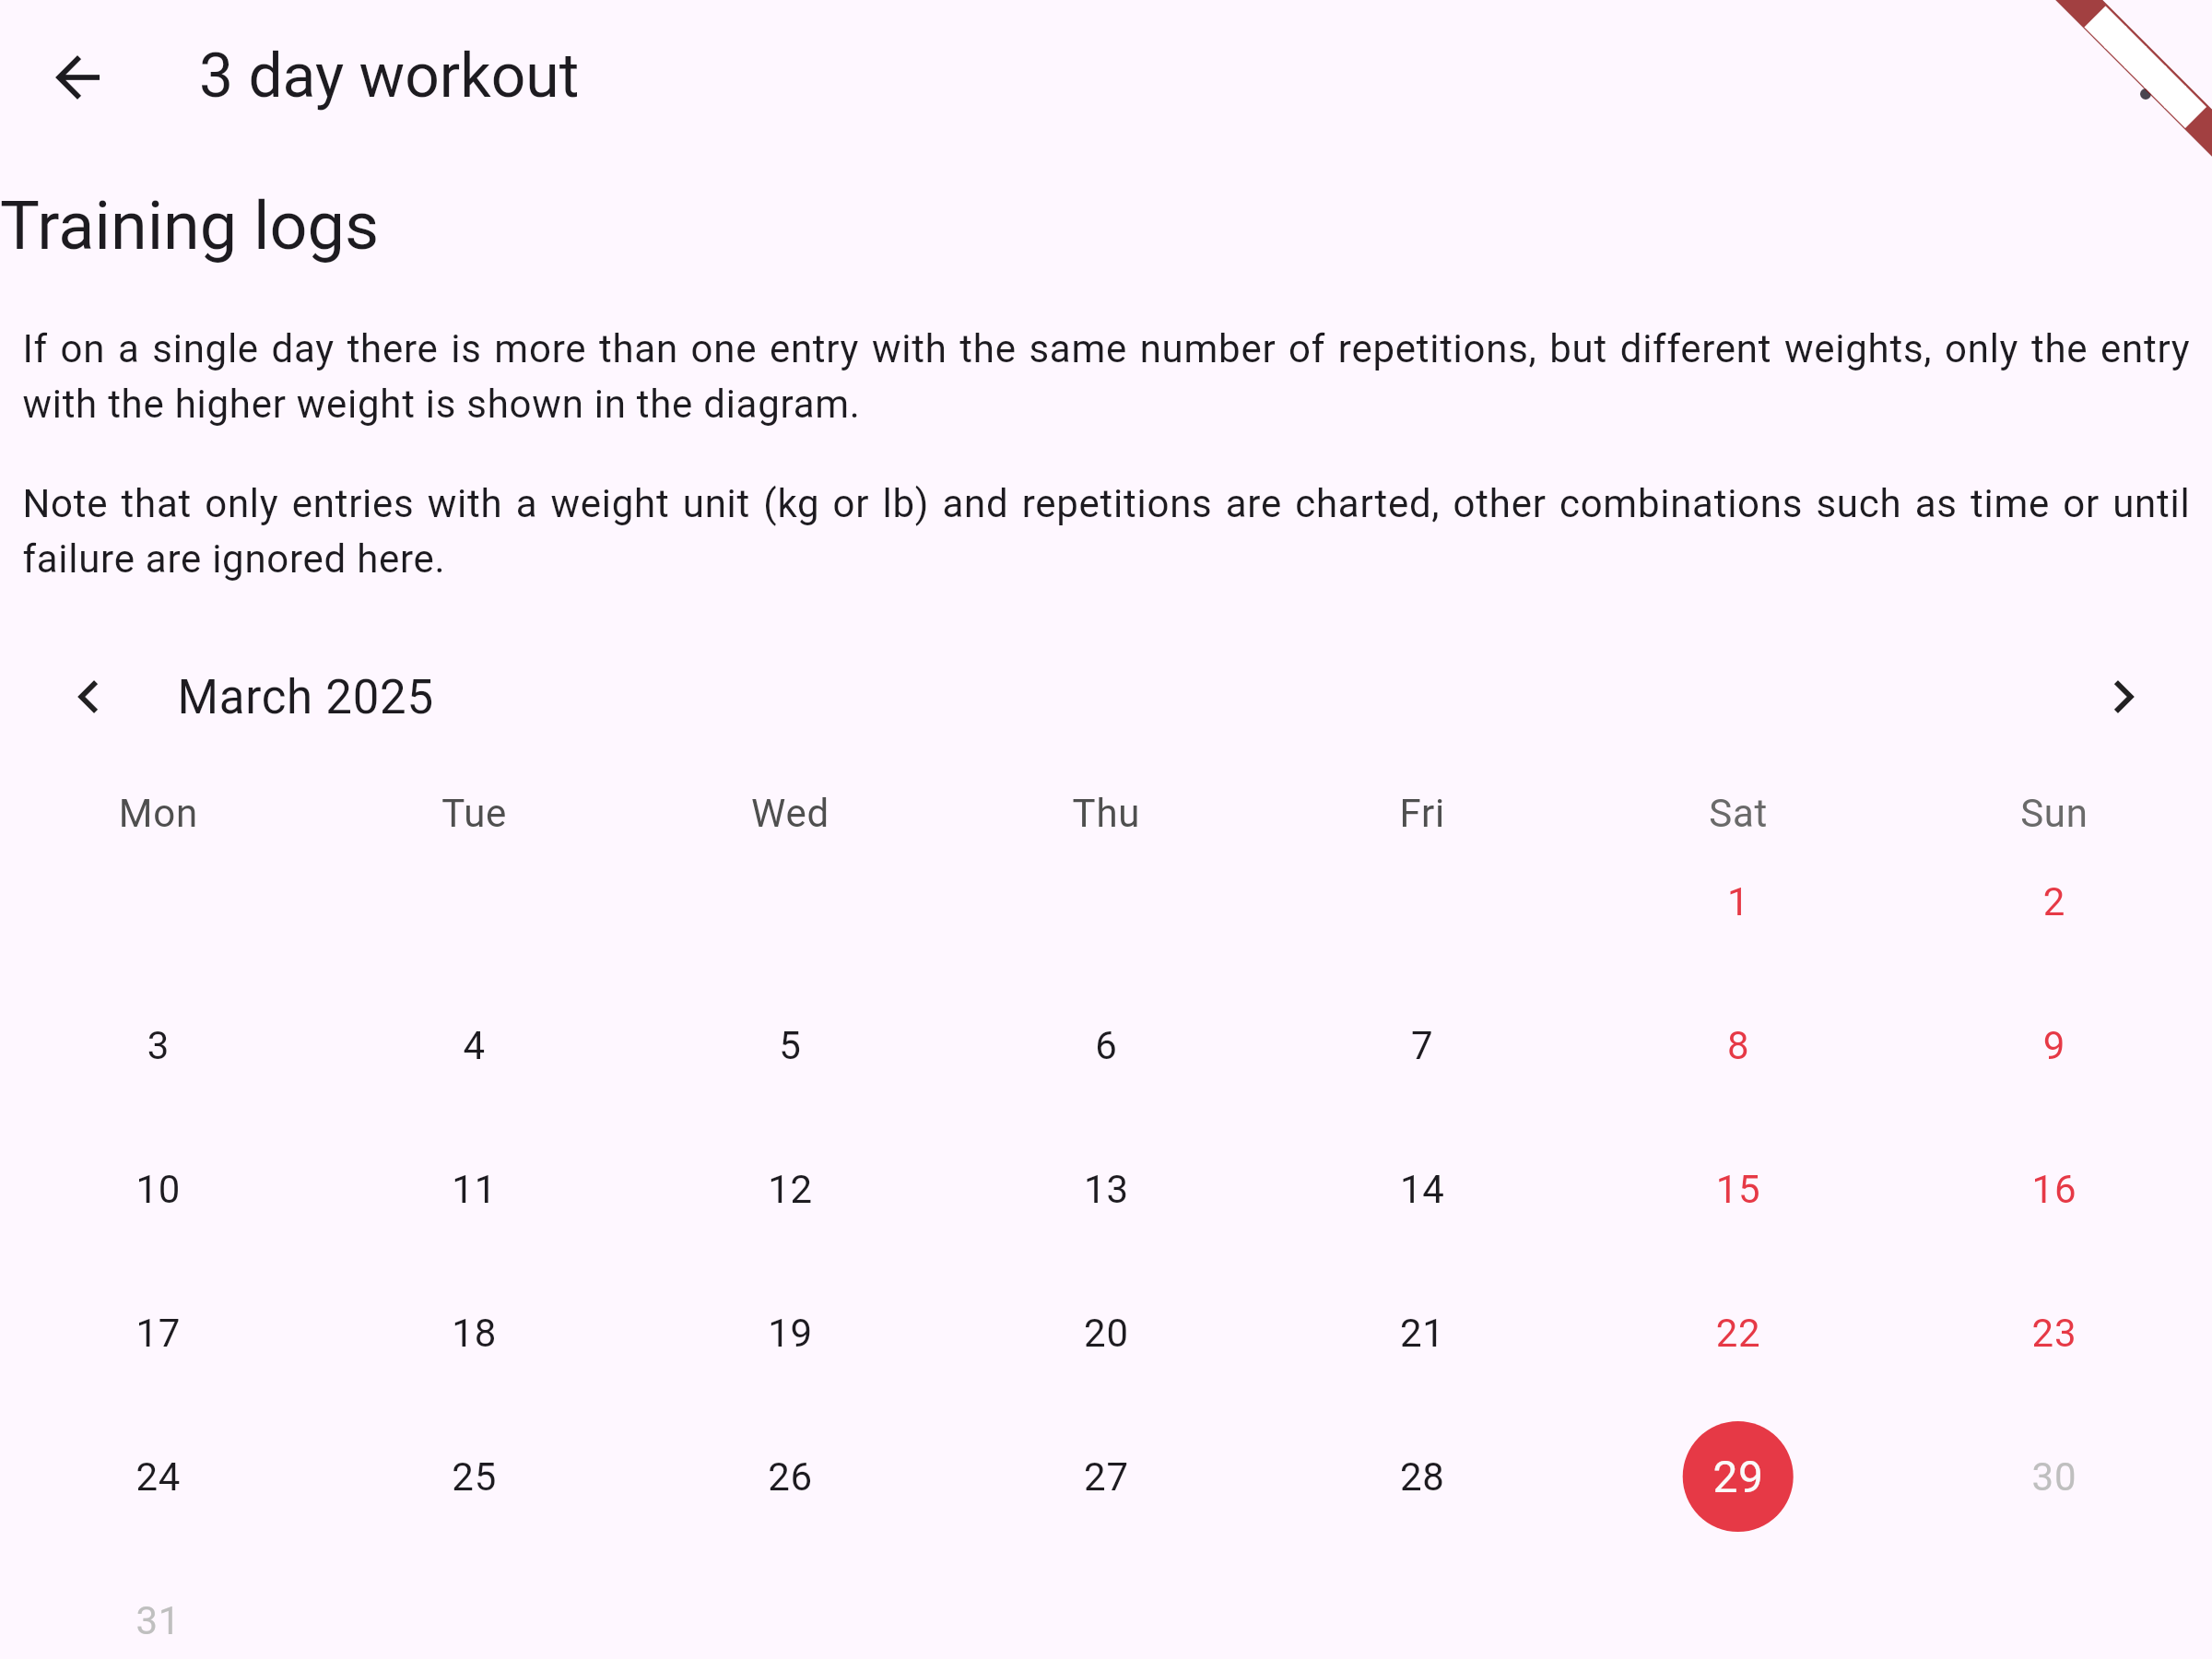 3 day workout
Training logs
If on a single day there is more than one entry with the same number of repetitions, but different weights, only the entry
with the higher weight is shown in the diagram.
Note that only entries with a weight unit (kg or lb) and repetitions are charted, other combinations such as time or until
failure are ignored here.
March 2025
Mon Tue Wed Thu Fri Sat Sun
1 2
3 4 5 6 7 8 9
10 11 12 13 14 15 16
17 18 19 20 21 22 23
24 25 26 27 28 29 30
31